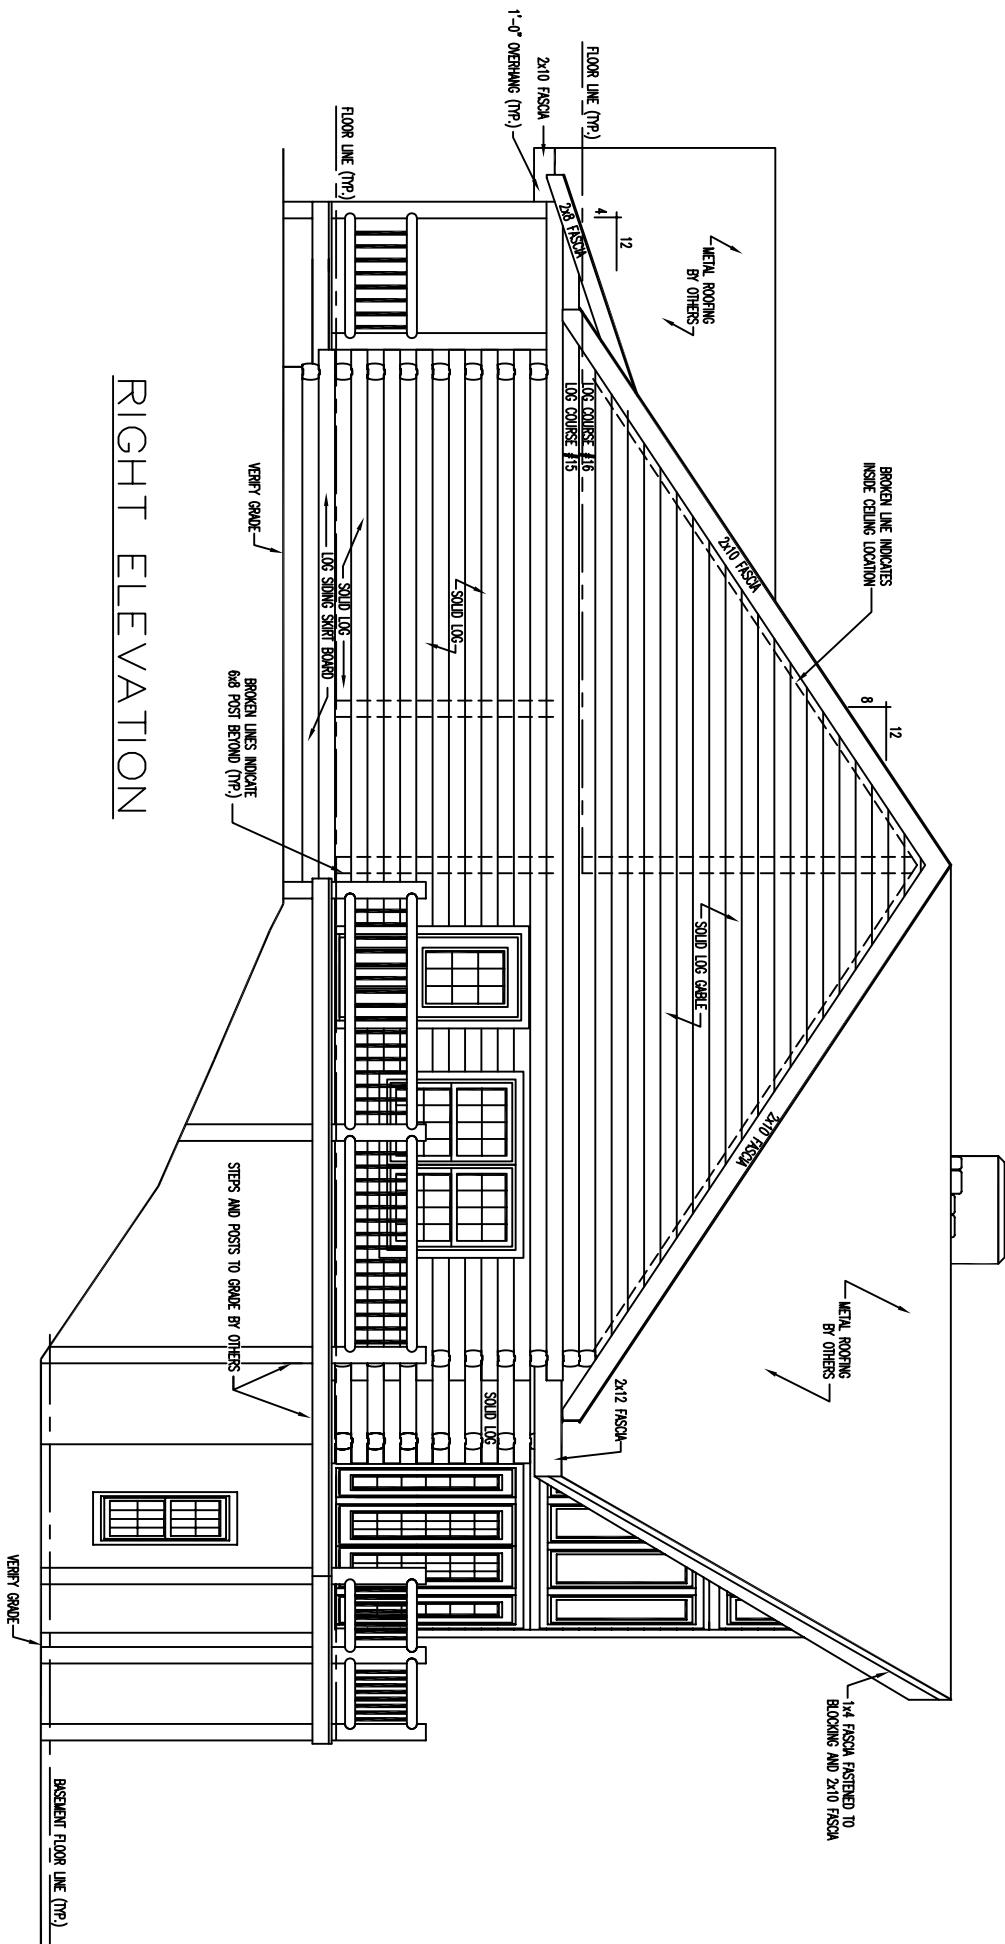 1'-0" OVERHANG (TYP.)
2x10 FASCIA
FLOOR LINE (TYP.)
FLOOR LINE (TYP.)
2x8 FASCIA
4
12
METAL ROOFING
BY OTHERS
LOG COURSE #16
LOG COURSE #15
BROKEN LINE INDICATES
INSIDE CEILING LOCATION
2x10 FASCIA
8
12
SOLID LOG
SOLID LOG
LOG SIDING SKIRT BOARD
VERIFY GRADE
BROKEN LINES INDICATE
6x8 POST BEYOND (TYP.)
SOLID LOG GABLE
2x10 FASCIA
METAL ROOFING
BY OTHERS
2x12 FASCIA
SOLID LOG
STEPS AND POSTS TO GRADE BY OTHERS
1x4 FASCIA FASTENED TO
BLOCKING AND 2x10 FASCIA
VERIFY GRADE
BASEMENT FLOOR LINE (TYP.)
RIGHT ELEVATION